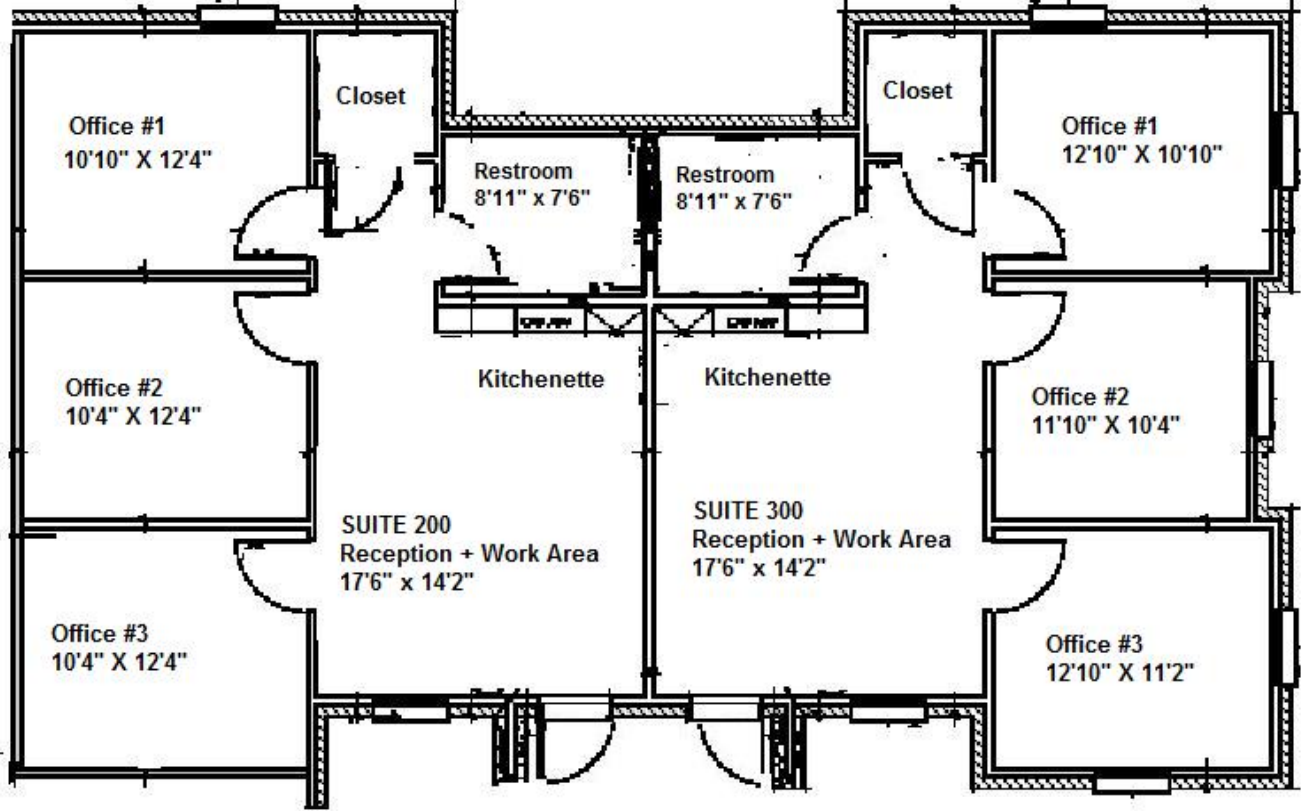 Office #1
10'10" X 12'4"
Closet
Restroom
8'11" x 7'6"
Restroom
8'11" x 7'6"
Closet
Office #1
12'10" X 10'10"
Office #2
10'4" X 12'4"
Kitchenette
Kitchenette
Office #2
11'10" X 10'4"
SUITE 200
Reception + Work Area
17'6" x 14'2"
SUITE 300
Reception + Work Area
17'6" x 14'2"
Office #3
10'4" X 12'4"
Office #3
12'10" X 11'2"